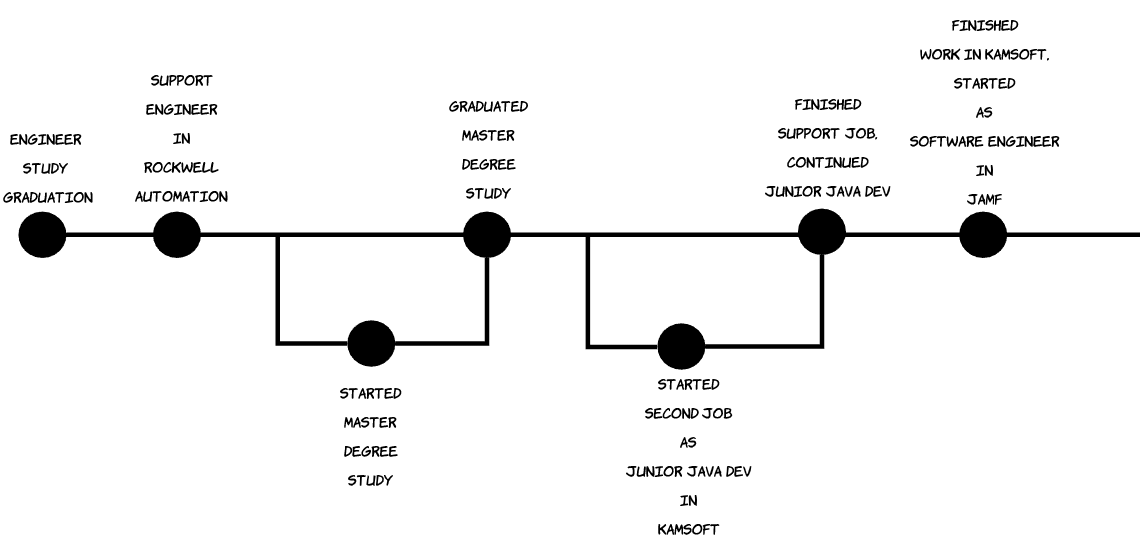 ENGINEER
STUDY
GRADUATION
SUPPORT
ENGINEER
IN
ROCKWELL
AUTOMATION
STARTED
MASTER
DEGREE
STUDY
GRADUATED
MASTER
DEGREE
STUDY
STARTED
SECOND JOB
AS
JUNIOR JAVA DEV
IN
KAMSOFT
FINISHED
SUPPORT JOB,
CONTINUED
JUNIOR JAVA DEV
FINISHED
WORK IN KAMSOFT,
STARTED
AS
SOFTWARE ENGINEER
IN
JAMF